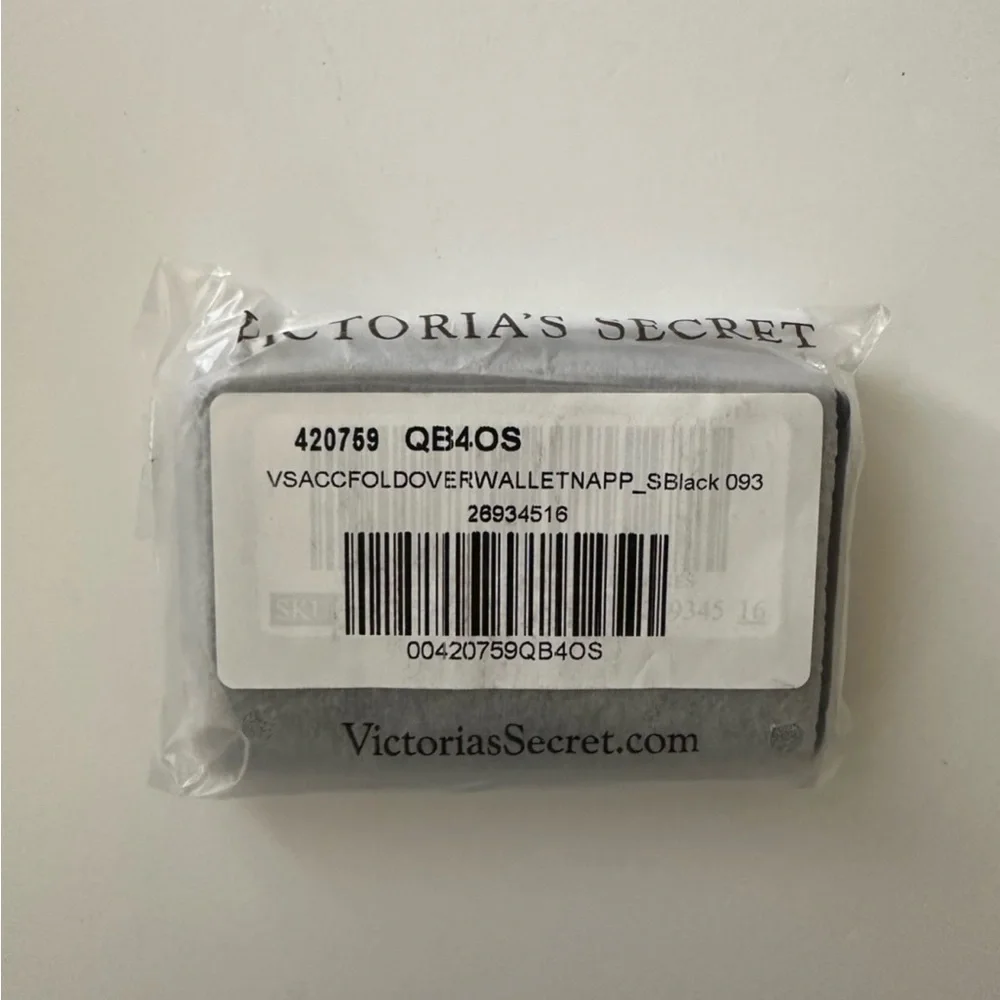 VICTORIA'S SECRET
420759 QB4OS
VSACCFOLDOVERWALLETNAPP_SBlack 093
26934516
00420759QB4OS
VictoriasSecret.com